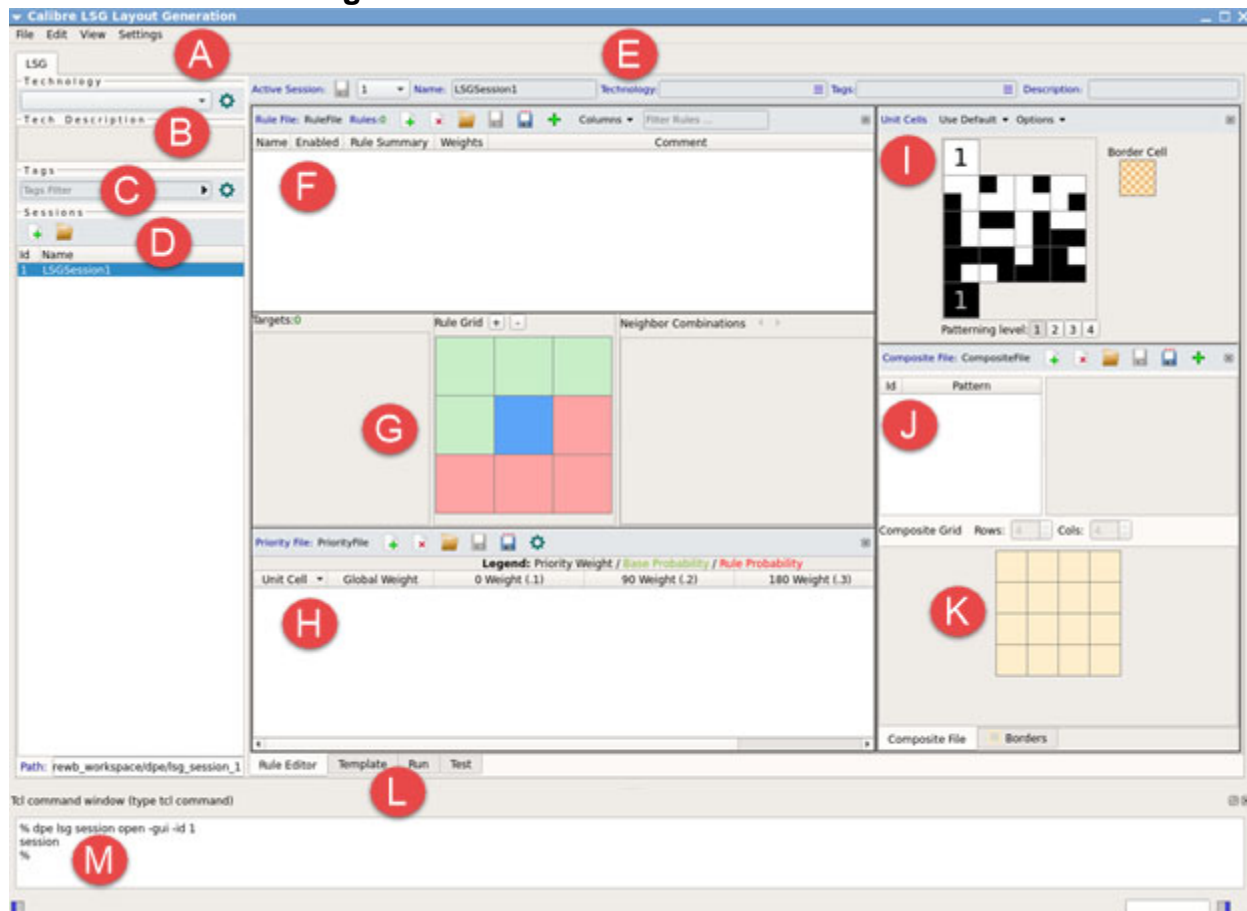 Calibre LSG Layout Generation
File Edit View Settings
A
E
LSG
Technology
Active Session: 1 Name: LSGSession1 Technology: Tags: Description:
B
Tech Description
Rule File: RuleFile Rules:0 Columns Filter Rules ...
Name Enabled Rule Summary Weights Comment
Unit Cells Use Default Options
I
1
Border Cell
Tags
Tags Filter
C
F
Sessions
D
Id Name
1 LSGSession1
1
Patterning level: 1 2 3 4
Targets:0 Rule Grid + - Neighbor Combinations
G
Composite File: CompositeFile
Id Pattern
J
Composite Grid Rows: 4 Cols: 4
K
Priority File: PriorityFile
Legend: Priority Weight / Base Probability / Rule Probability
Unit Cell Global Weight 0 Weight (.1) 90 Weight (.2) 180 Weight (.3)
H
Composite File Borders
Path: rewb_workspace/dpe/lsg_session_1
Rule Editor Template Run Test
L
Tcl command window (type tcl command)
% dpe lsg session open -gui -id 1
session
%
M